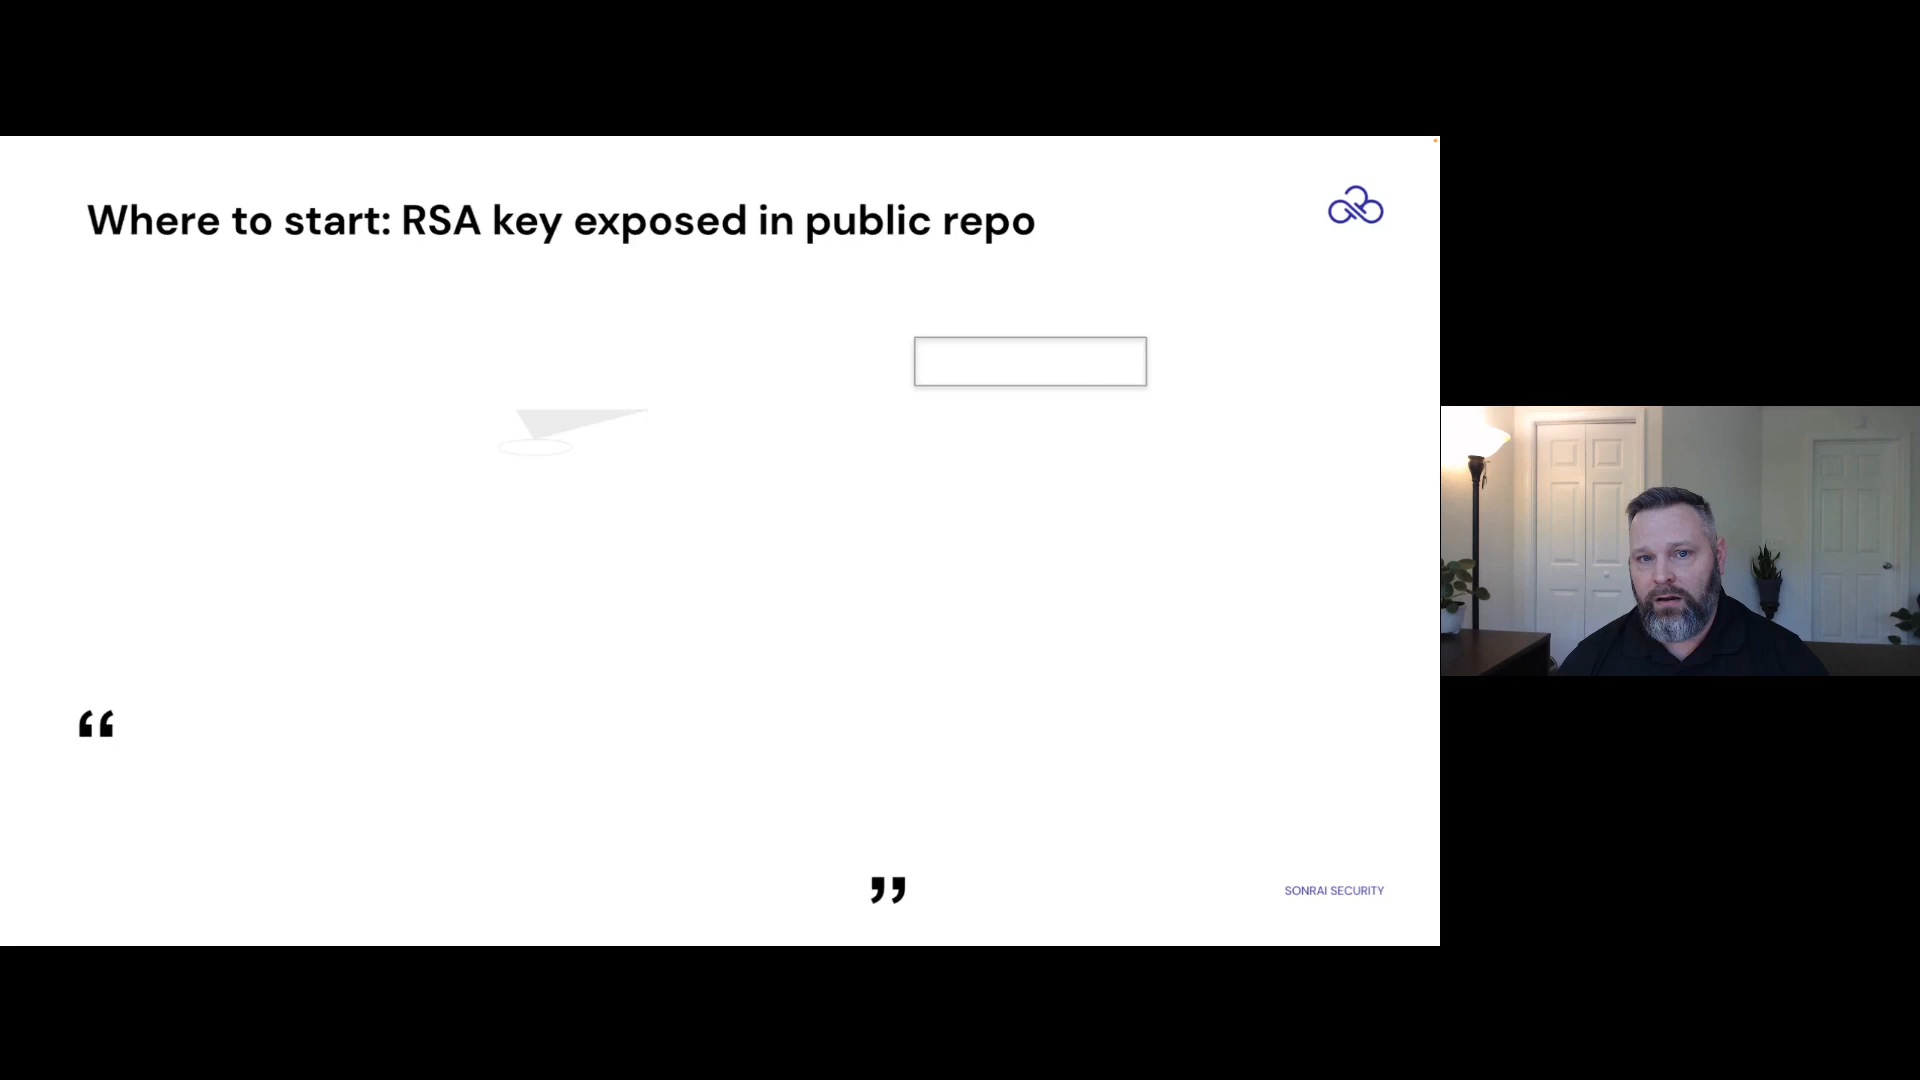 Where to start: RSA key exposed in public repo
“
”
SONRAI SECURITY